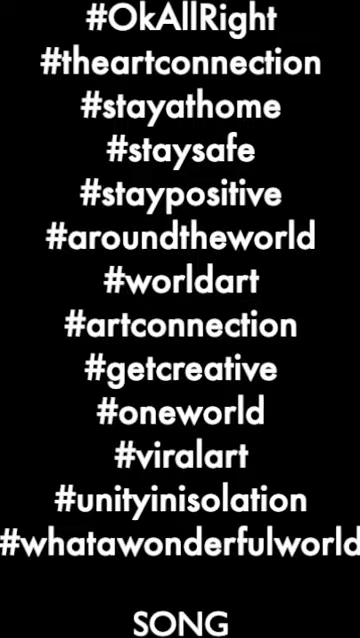 #OkAllRight
#theartconnection
#stayathome
#staysafe
#staypositive
#aroundtheworld
#worldart
#artconnection
#getcreative
#oneworld
#viralart
#unityinisolation
#whatawonderfulworld
SONG